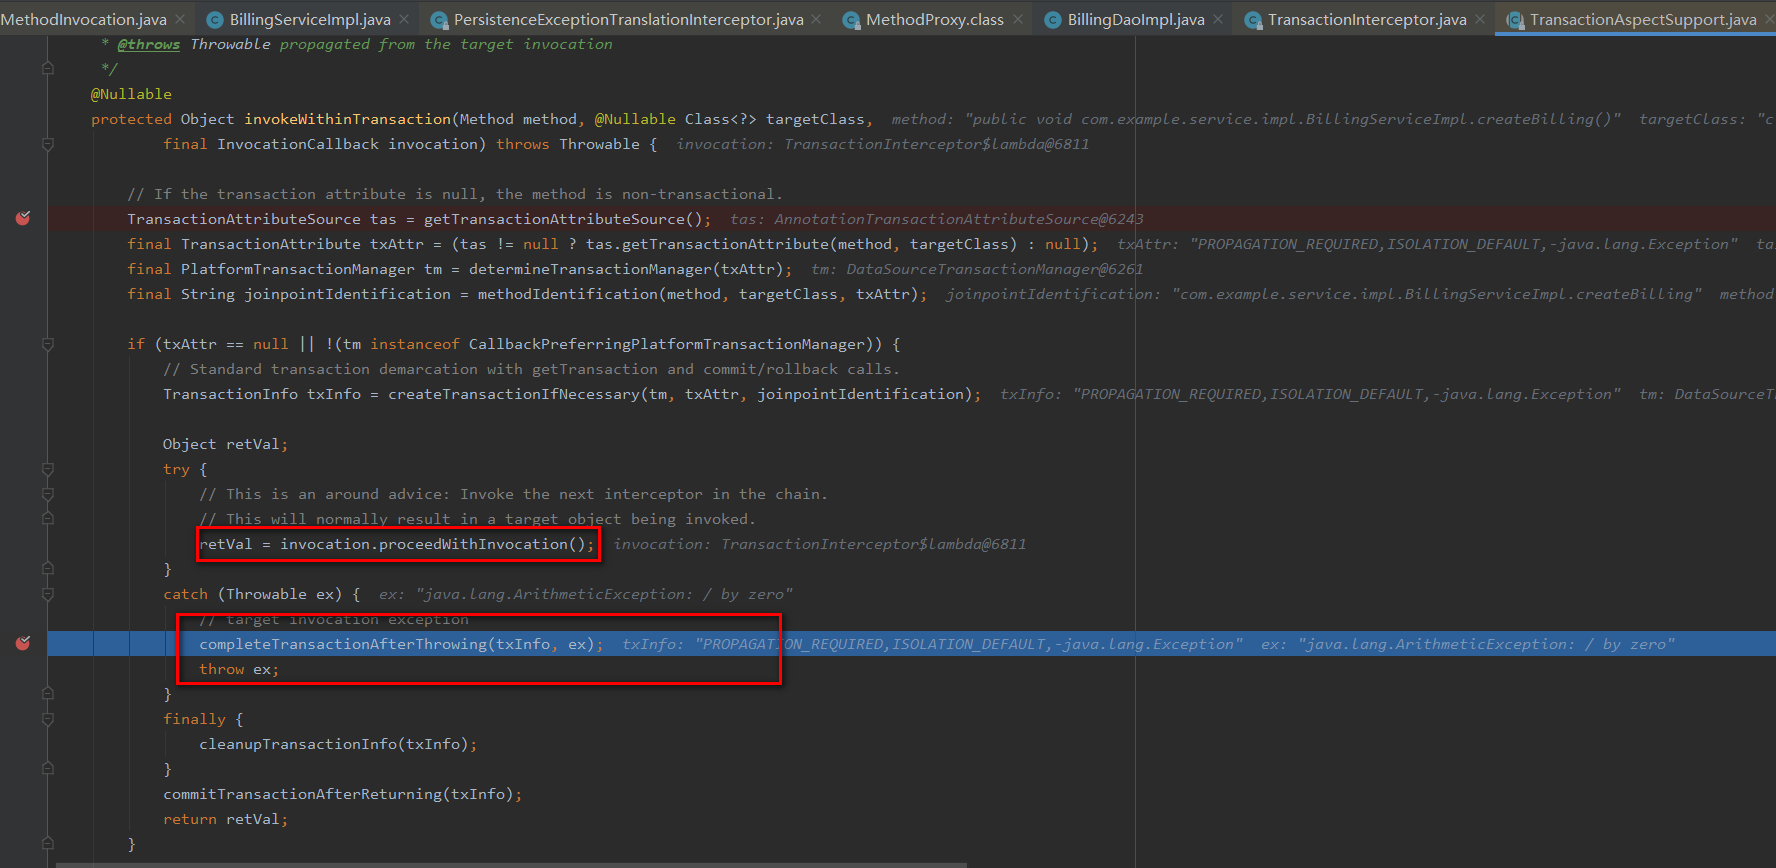 MethodInvocation.java BillingServiceImpl.java PersistenceExceptionTranslationInterceptor.java MethodProxy.class BillingDaoImpl.java TransactionInterceptor.java TransactionAspectSupport.java
* @throws Throwable propagated from the target invocation
*/
@Nullable
protected Object invokeWithinTransaction(Method method, @Nullable Class<?> targetClass, method: "public void com.example.service.impl.BillingServiceImpl.createBilling()" targetClass: "c
final InvocationCallback invocation) throws Throwable { invocation: TransactionInterceptor$lambda@6811
// If the transaction attribute is null, the method is non-transactional.
TransactionAttributeSource tas = getTransactionAttributeSource(); tas: AnnotationTransactionAttributeSource@6243
final TransactionAttribute txAttr = (tas != null ? tas.getTransactionAttribute(method, targetClass) : null); txAttr: "PROPAGATION_REQUIRED,ISOLATION_DEFAULT,-java.lang.Exception" ta
final PlatformTransactionManager tm = determineTransactionManager(txAttr); tm: DataSourceTransactionManager@6261
final String joinpointIdentification = methodIdentification(method, targetClass, txAttr); joinpointIdentification: "com.example.service.impl.BillingServiceImpl.createBilling" method
if (txAttr == null || !(tm instanceof CallbackPreferringPlatformTransactionManager)) {
// Standard transaction demarcation with getTransaction and commit/rollback calls.
TransactionInfo txInfo = createTransactionIfNecessary(tm, txAttr, joinpointIdentification); txInfo: "PROPAGATION_REQUIRED,ISOLATION_DEFAULT,-java.lang.Exception" tm: DataSourceT
Object retVal;
try {
// This is an around advice: Invoke the next interceptor in the chain.
// This will normally result in a target object being invoked.
retVal = invocation.proceedWithInvocation(); invocation: TransactionInterceptor$lambda@6811
}
catch (Throwable ex) { ex: "java.lang.ArithmeticException: / by zero"
// target invocation exception
completeTransactionAfterThrowing(txInfo, ex); txInfo: "PROPAGATION_REQUIRED,ISOLATION_DEFAULT,-java.lang.Exception" ex: "java.lang.ArithmeticException: / by zero"
throw ex;
}
finally {
cleanupTransactionInfo(txInfo);
}
commitTransactionAfterReturning(txInfo);
return retVal;
}